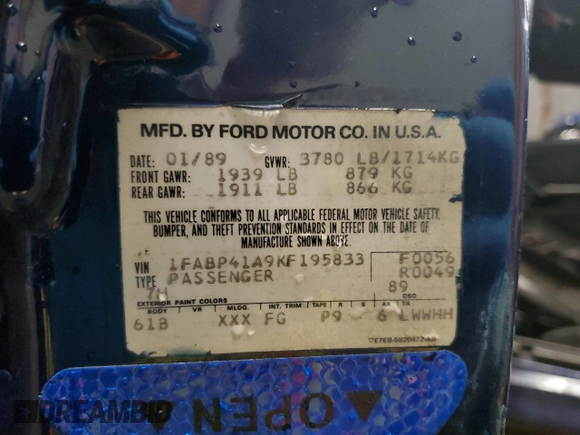 MFD. BY FORD MOTOR CO. IN U.S.A.
DATE: 01/89 GVWR: 3780 LB/1714KG
FRONT GAWR: 1939 LB 879 KG
REAR GAWR: 1911 LB 866 KG
THIS VEHICLE CONFORMS TO ALL APPLICABLE FEDERAL MOTOR VEHICLE SAFETY,
BUMPER, AND THEFT PREVENTION STANDARDS IN EFFECT ON THE DATE OF
MANUFACTURE SHOWN ABOVE.
VIN 1FABP41A9KF195833 F0056
TYPE PASSENGER R0049
7H 89
EXTERIOR PAINT COLORS DSO
BODY VR MLDG. INT. TRIM TAPE R S AX TR
61B XXX FG P9 6 LWWHH
OPEN
DREAMBID